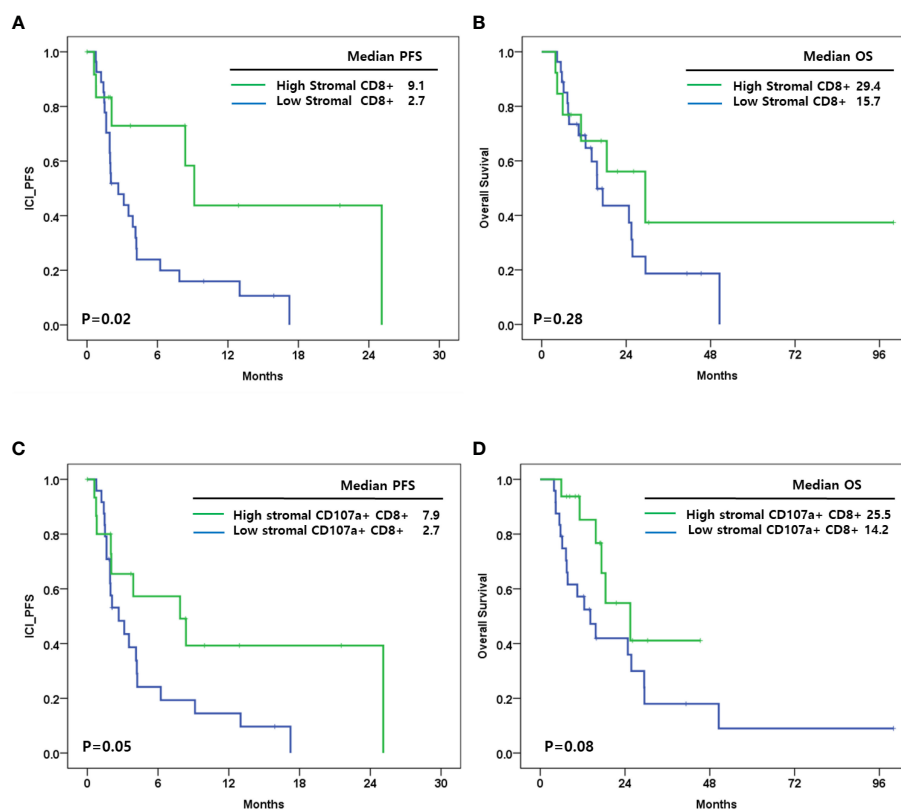 A
Median PFS
High Stromal CD8+ 9.1
Low Stromal CD8+ 2.7
ICI_PFS
1.0
0.8
0.6
0.4
0.2
0.0
P=0.02
0 6 12 18 24 30
Months
B
Median OS
High Stromal CD8+ 29.4
Low Stromal CD8+ 15.7
Overall Suvival
1.0
0.8
0.6
0.4
0.2
0.0
P=0.28
0 24 48 72 96
Months
C
Median PFS
High stromal CD107a+ CD8+ 7.9
Low stromal CD107a+ CD8+ 2.7
ICI_PFS
1.0
0.8
0.6
0.4
0.2
0.0
P=0.05
0 6 12 18 24 30
Months
D
Median OS
High stromal CD107a+ CD8+ 25.5
Low stromal CD107a+ CD8+ 14.2
Overall Survival
1.0
0.8
0.6
0.4
0.2
0.0
P=0.08
0 24 48 72 96
Months